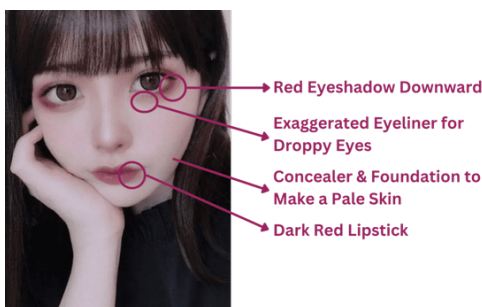 Red Eyeshadow Downward
Exaggerated Eyeliner for
Droppy Eyes
Concealer & Foundation to
Make a Pale Skin
Dark Red Lipstick